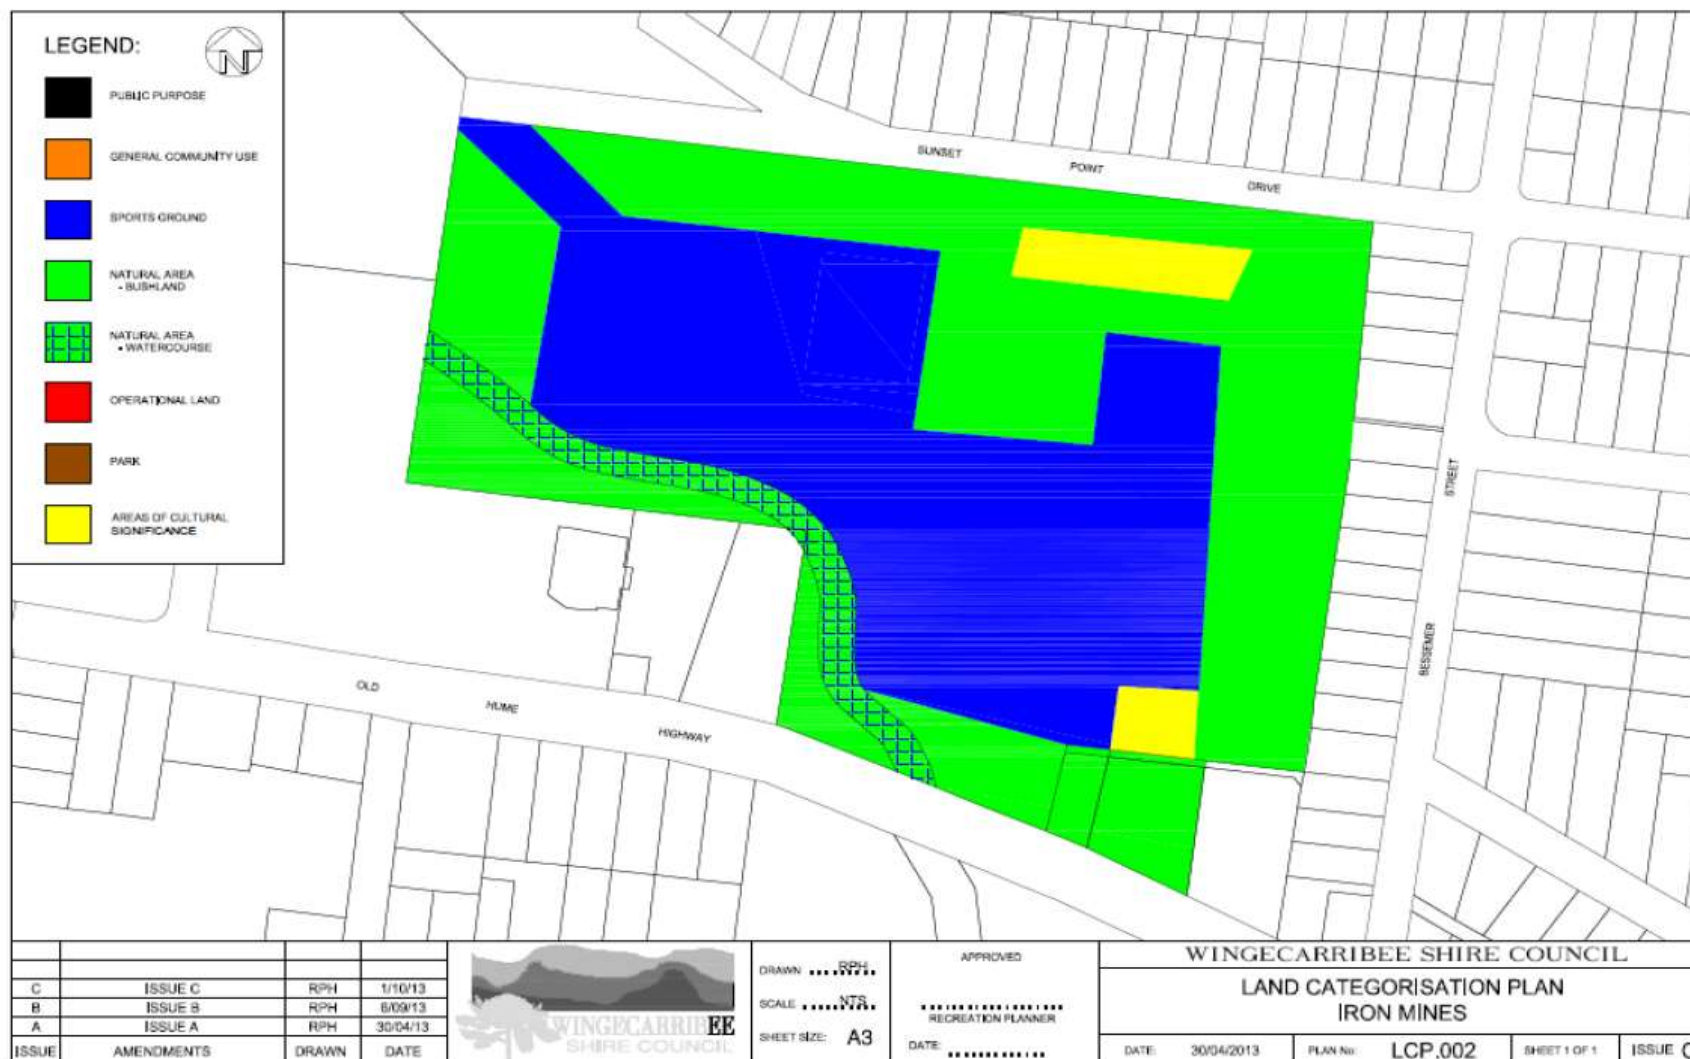 LEGEND:
N
PUBLIC PURPOSE
GENERAL COMMUNITY USE
SPORTS GROUND
NATURAL AREA
- BUSHLAND
NATURAL AREA
- WATERCOURSE
OPERATIONAL LAND
PARK
AREAS OF CULTURAL
SIGNIFICANCE
SUNSET POINT DRIVE
BESSEMER STREET
OLD HUME HIGHWAY
C ISSUE C RPH 1/10/13
B ISSUE B RPH 6/09/13
A ISSUE A RPH 30/04/13
ISSUE AMENDMENTS DRAWN DATE
WINGECARRIBEE
SHIRE COUNCIL
DRAWN RPH
SCALE NTS
SHEET SIZE: A3
APPROVED
RECREATION PLANNER
DATE:
WINGECARRIBEE SHIRE COUNCIL
LAND CATEGORISATION PLAN
IRON MINES
DATE: 30/04/2013 PLAN No: LCP.002 SHEET 1 OF 1 ISSUE C